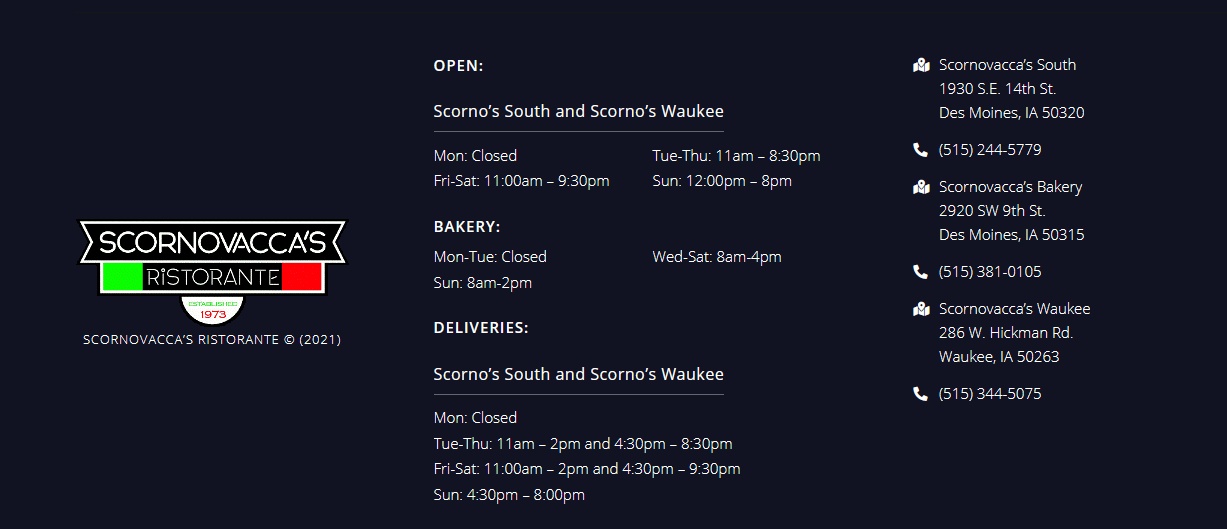 SCORNOVACCA'S
RiSTORANTE
ESTABLISHED
1973
SCORNOVACCA’S RISTORANTE © (2021)
OPEN:
Scorno’s South and Scorno’s Waukee
Mon: Closed
Tue-Thu: 11am – 8:30pm
Fri-Sat: 11:00am – 9:30pm
Sun: 12:00pm – 8pm
BAKERY:
Mon-Tue: Closed
Wed-Sat: 8am-4pm
Sun: 8am-2pm
DELIVERIES:
Scorno’s South and Scorno’s Waukee
Mon: Closed
Tue-Thu: 11am – 2pm and 4:30pm – 8:30pm
Fri-Sat: 11:00am – 2pm and 4:30pm – 9:30pm
Sun: 4:30pm – 8:00pm
Scornovacca’s South
1930 S.E. 14th St.
Des Moines, IA 50320
(515) 244-5779
Scornovacca’s Bakery
2920 SW 9th St.
Des Moines, IA 50315
(515) 381-0105
Scornovacca’s Waukee
286 W. Hickman Rd.
Waukee, IA 50263
(515) 344-5075